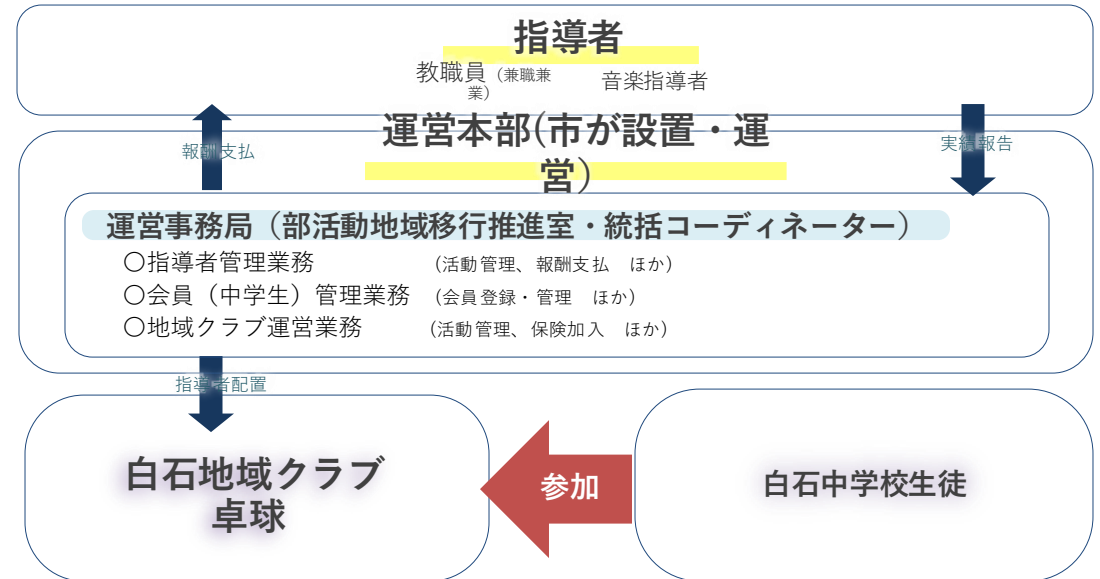 指導者
教職員（兼職兼
業）
音楽指導者
運営本部(市が設置・運
営）
報酬支払
実績報告
運営事務局（部活動地域移行推進室・統括コーディネーター）
〇指導者管理業務 (活動管理、報酬支払 ほか)
〇会員（中学生）管理業務 (会員登録・管理 ほか)
〇地域クラブ運営業務 (活動管理、保険加入 ほか)
指導者配置
白石地域クラブ
卓球
参加
白石中学校生徒